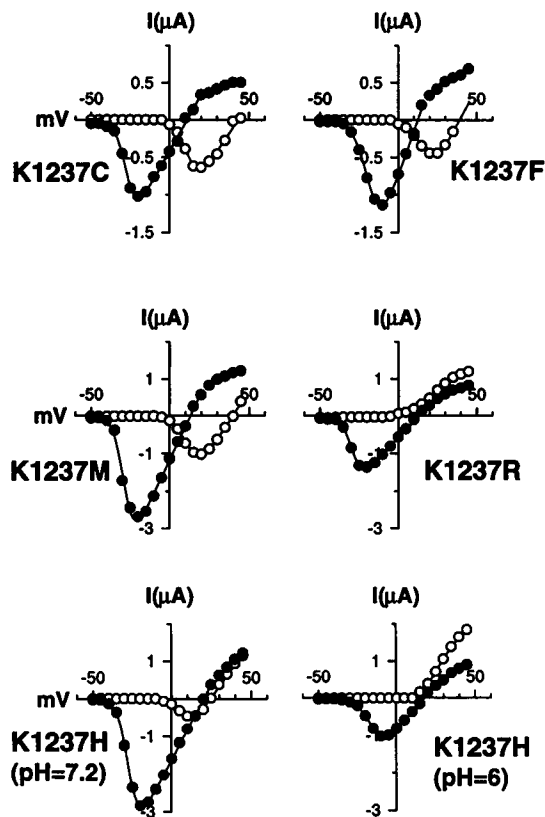 I(μA) I(μA)
0.5 0.5
-50 50 -50 50
mV mV
-0.5 -0.5
K1237C K1237F
-1.5 -1.5
I(μA) I(μA)
1 1
-50 50 -50 50
mV mV
-1 -1
K1237M K1237R
-3 -3
I(μA) I(μA)
1 1
-50 50 -50 50
mV mV
-1 -1
K1237H K1237H
(pH=7.2) (pH=6)
-3 -3